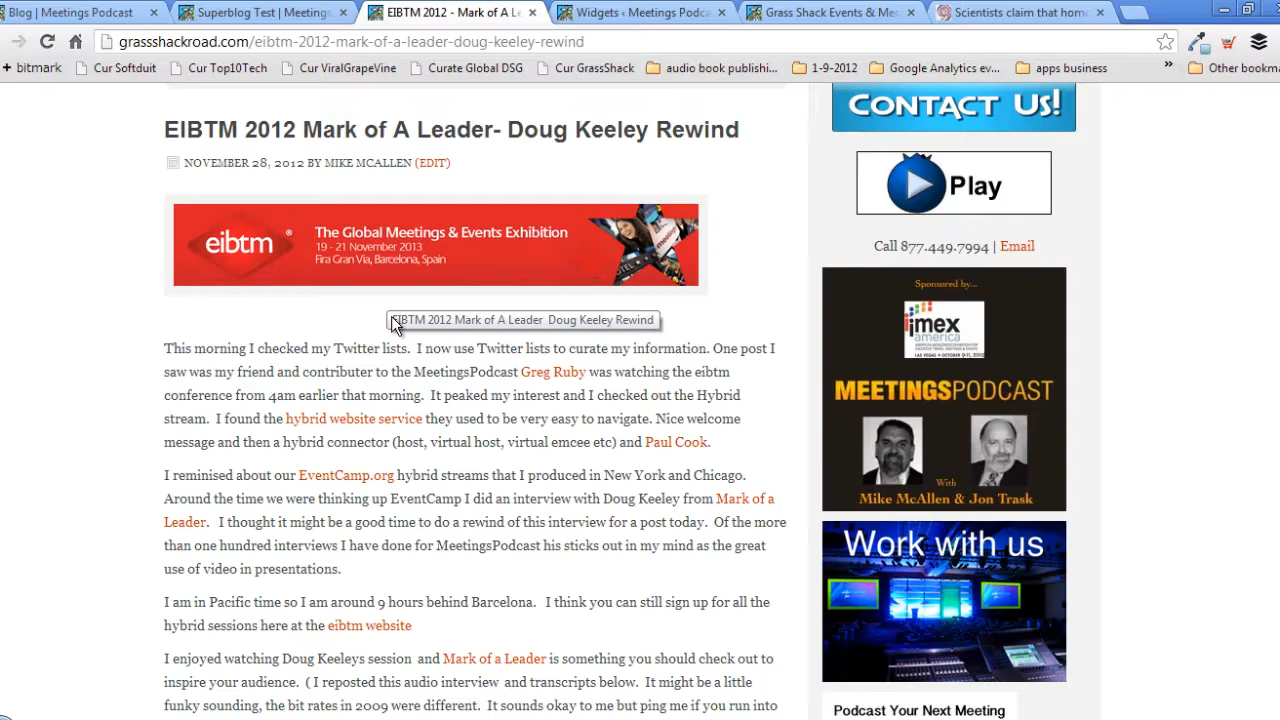 Blog | Meetings Podcast
Superblog Test | Meetings
EIBTM 2012 - Mark of A L
Widgets ‹ Meetings Podca
Grass Shack Events & Me
Scientists claim that hom
grassshackroad.com/eibtm-2012-mark-of-a-leader-doug-keeley-rewind
+ bitmark
Cur Softduit
Cur Top10Tech
Cur ViralGrapeVine
Curate Global DSG
Cur GrassShack
audio book publishi...
1-9-2012
Google Analytics ev...
apps business
»
Other bookma
EIBTM 2012 Mark of A Leader- Doug Keeley Rewind
NOVEMBER 28, 2012 BY MIKE MCALLEN (EDIT)
eibtm®
The Global Meetings & Events Exhibition
19 - 21 November 2013
Fira Gran Via, Barcelona, Spain
EIBTM 2012 Mark of A Leader Doug Keeley Rewind
This morning I checked my Twitter lists. I now use Twitter lists to curate my information. One post I
saw was my friend and contributer to the MeetingsPodcast Greg Ruby was watching the eibtm
conference from 4am earlier that morning. It peaked my interest and I checked out the Hybrid
stream. I found the hybrid website service they used to be very easy to navigate. Nice welcome
message and then a hybrid connector (host, virtual host, virtual emcee etc) and Paul Cook.
I reminised about our EventCamp.org hybrid streams that I produced in New York and Chicago.
Around the time we were thinking up EventCamp I did an interview with Doug Keeley from Mark of a
Leader. I thought it might be a good time to do a rewind of this interview for a post today. Of the more
than one hundred interviews I have done for MeetingsPodcast his sticks out in my mind as the great
use of video in presentations.
I am in Pacific time so I am around 9 hours behind Barcelona. I think you can still sign up for all the
hybrid sessions here at the eibtm website
I enjoyed watching Doug Keeleys session and Mark of a Leader is something you should check out to
inspire your audience. ( I inserted this audio interview and transcripts below. It might be a little
funky sounding, the bit rates in 2009 were different. It sounds okay to me but ping me if you run into
CONTACT US!
Play
Call 877.449.7994 | Email
Sponsored by...
imex
america
LAS VEGAS • OCTOBER 9-11, 2012
MEETINGSPODCAST
With
Mike McAllen & Jon Trask
Work with us
Podcast Your Next Meeting